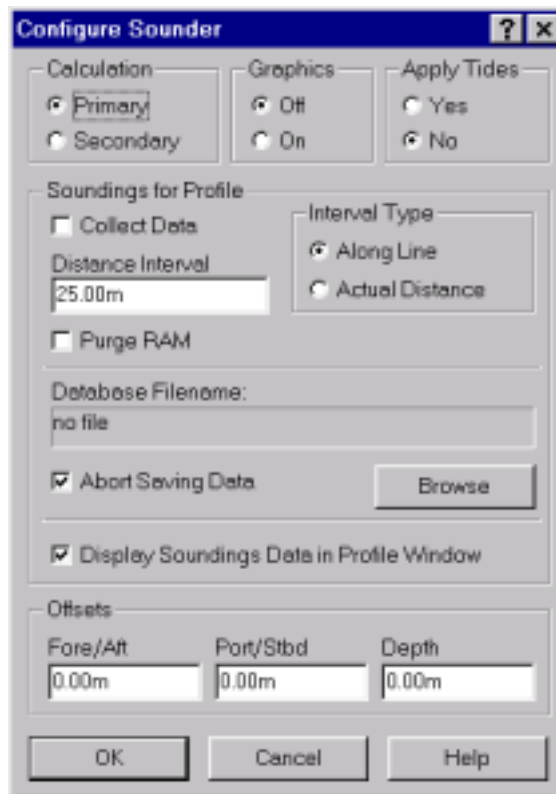 Configure Sounder
Calculation
Primary
Secondary
Graphics
Off
On
Apply Tides
Yes
No
Soundings for Profile
Collect Data
Distance Interval
25.00m
Interval Type
Along Line
Actual Distance
Purge RAM
Database Filename:
no file
Abort Saving Data
Browse
Display Soundings Data in Profile Window
Offsets
Fore/Aft
Port/Stbd
Depth
0.00m
0.00m
0.00m
OK
Cancel
Help